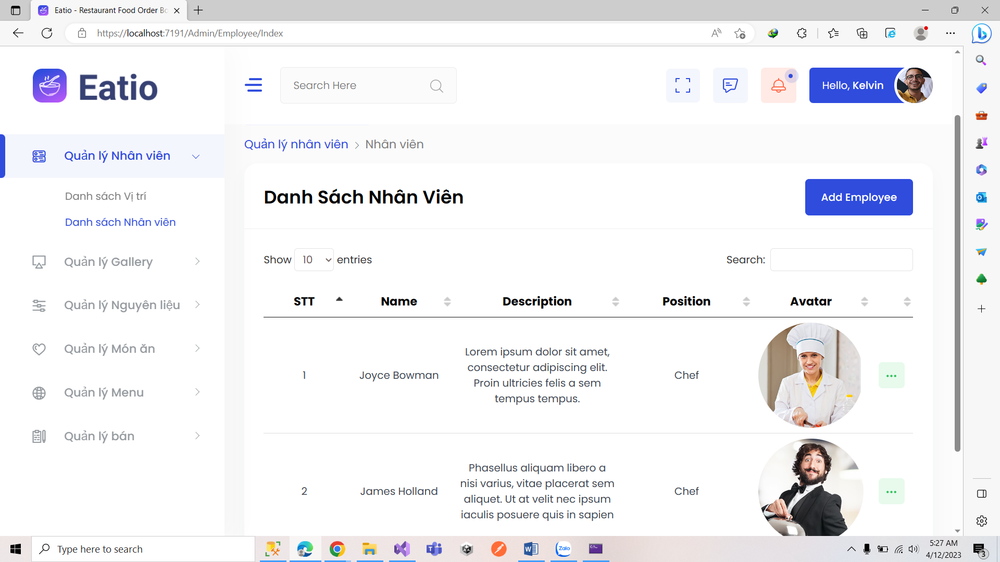 Eatio - Restaurant Food Order Bo
https://localhost:7191/Admin/Employee/Index
Eatio
Search Here
Hello, Kelvin
Quản lý Nhân viên
Danh sách Vị trí
Danh sách Nhân viên
Quản lý Gallery
Quản lý Nguyên liệu
Quản lý Món ăn
Quản lý Menu
Quản lý bán
Quản lý nhân viên > Nhân viên
Danh Sách Nhân Viên
Add Employee
Show 10 entries
Search:
STT Name Description Position Avatar
1 Joyce Bowman Lorem ipsum dolor sit amet,
consectetur adipiscing elit.
Proin ultricies felis a sem
tempus tempus.
Chef
2 James Holland Phasellus aliquam libero a
nisi varius, vitae placerat sem
aliquet. Ut at velit nec ipsum
iaculis posuere quis in sapien
Chef
Type here to search
Zalo
5:27 AM
4/12/2023
3